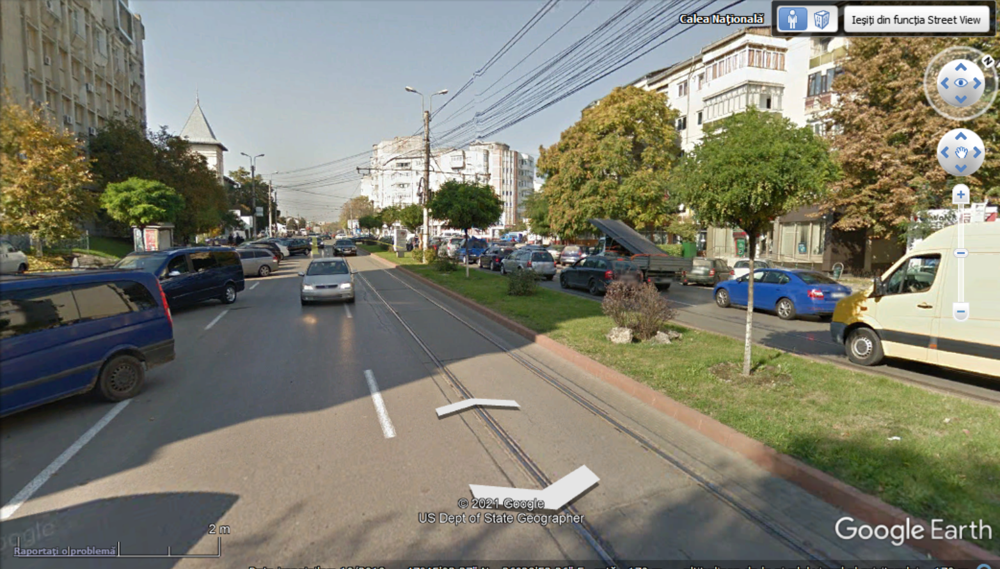 Calea Națională
Ieșiți din funcția Street View
N
© 2021 Google
US Dept of State Geographer
Google Earth
2 m
Raportați o problemă